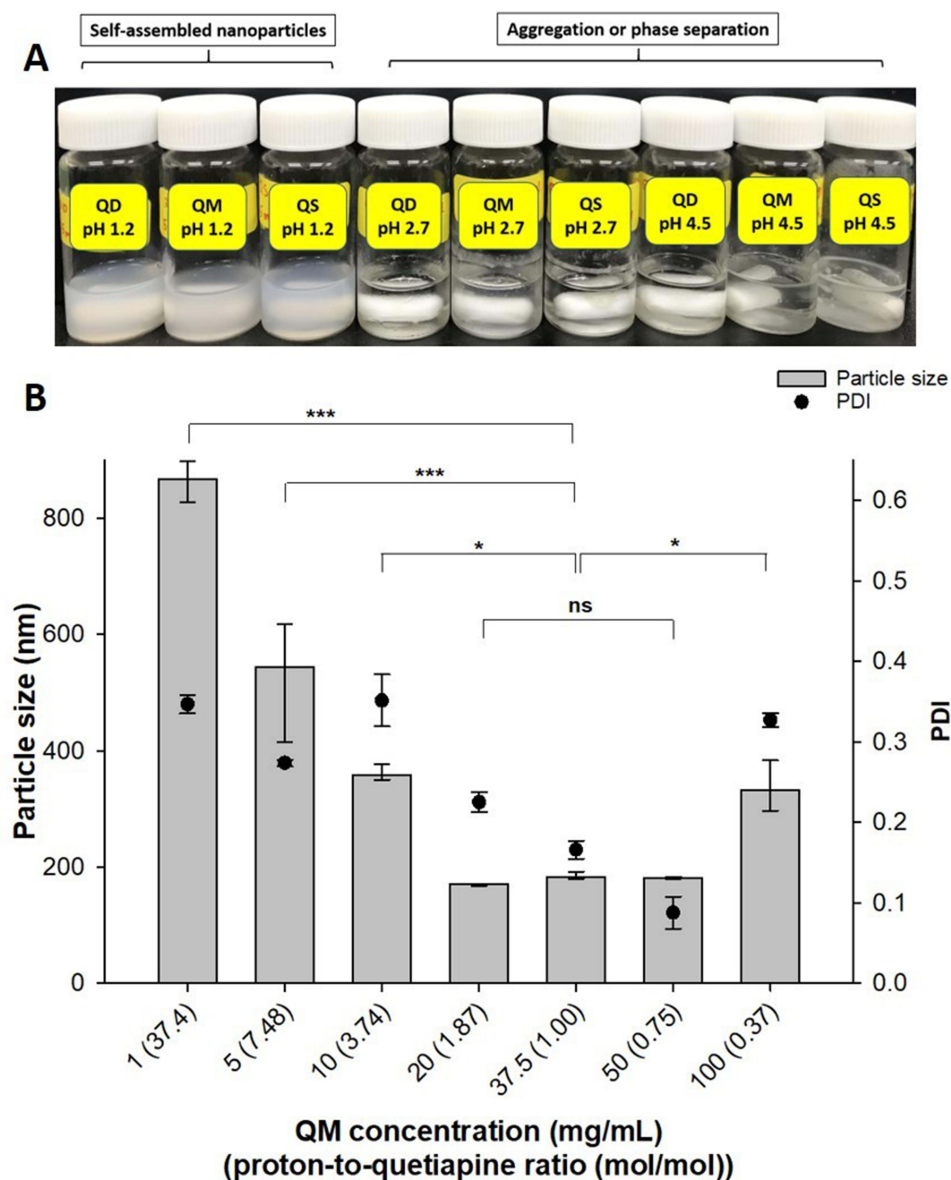 Self-assembled nanoparticles
Aggregation or phase separation
A
QD
pH 1.2
QM
pH 1.2
QS
pH 1.2
QD
pH 2.7
QM
pH 2.7
QS
pH 2.7
QD
pH 4.5
QM
pH 4.5
QS
pH 4.5
B
Particle size
PDI
***
***
*
*
ns
Particle size (nm)
800
600
400
200
0
PDI
0.6
0.5
0.4
0.3
0.2
0.1
0.0
1 (37.4)
5 (7.48)
10 (3.74)
20 (1.87)
37.5 (1.00)
50 (0.75)
100 (0.37)
QM concentration (mg/mL)
(proton-to-quetiapine ratio (mol/mol))